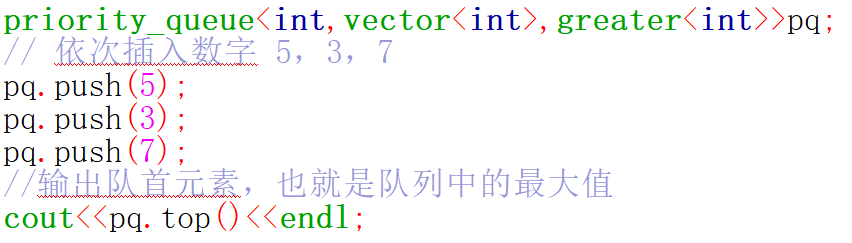 priority_queue<int,vector<int>,greater<int>>pq;
// 依次插入数字 5，3，7
pq.push(5);
pq.push(3);
pq.push(7);
//输出队首元素，也就是队列中的最大值
cout<<pq.top()<<endl;